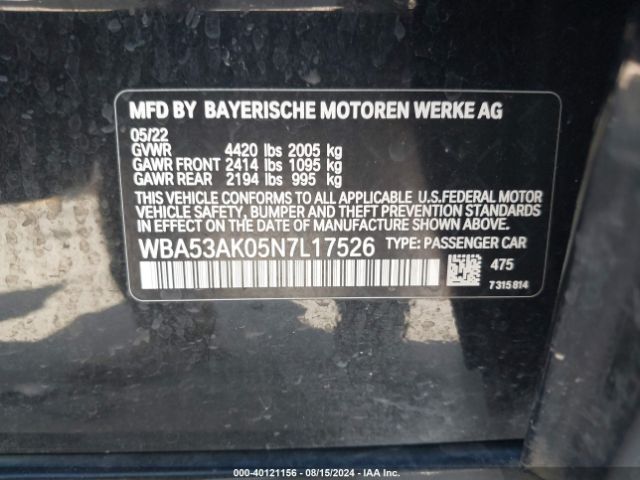 MFD BY BAYERISCHE MOTOREN WERKE AG
05/22
GVWR 4420 lbs 2005 kg
GAWR FRONT 2414 lbs 1095 kg
GAWR REAR 2194 lbs 995 kg
THIS VEHICLE CONFORMS TO ALL APPLICABLE U.S.FEDERAL MOTOR
VEHICLE SAFETY, BUMPER AND THEFT PREVENTION STANDARDS
IN EFFECT ON THE DATE OF MANUFACTURE SHOWN ABOVE.
WBA53AK05N7L17526 TYPE: PASSENGER CAR
475
7 315 814
000-40121156 - 08/15/2024 - IAA Inc.